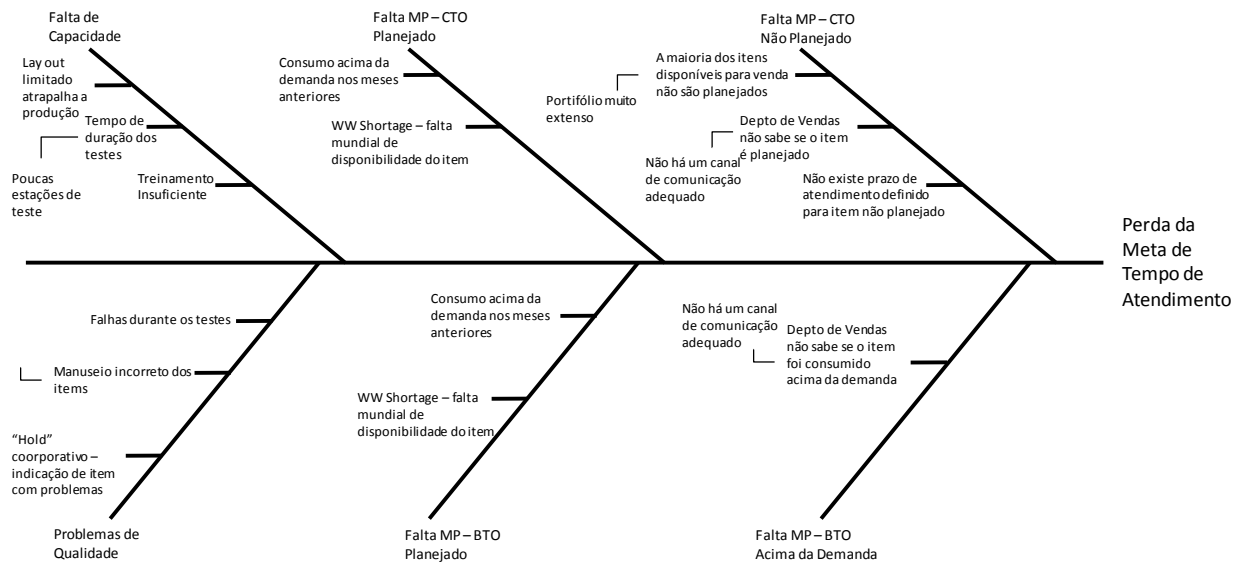 Falta de
Capacidade
Lay out
limitado
atrapalha a
produção
Tempo de
duração dos
testes
Poucas
estações de
teste
Treinamento
Insuficiente
Falta MP – CTO
Planejado
Consumo acima da
demanda nos meses
anteriores
WW Shortage – falta
mundial de
disponibilidade do item
Falta MP – CTO
Não Planejado
A maioria dos itens
disponíveis para venda
não são planejados
Portifólio muito
extenso
Depto de Vendas
não sabe se o item
é planejado
Não há um canal
de comunicação
adequado
Não existe prazo de
atendimento definido
para item não planejado
Perda da
Meta de
Tempo de
Atendimento
Falhas durante os testes
Manuseio incorreto dos
items
“Hold”
coorporativo –
indicação de item
com problemas
Problemas de
Qualidade
Consumo acima da
demanda nos meses
anteriores
WW Shortage – falta
mundial de
disponibilidade do item
Falta MP – BTO
Planejado
Não há um canal
de comunicação
adequado
Depto de Vendas
não sabe se o item
foi consumido
acima da demanda
Falta MP – BTO
Acima da Demanda